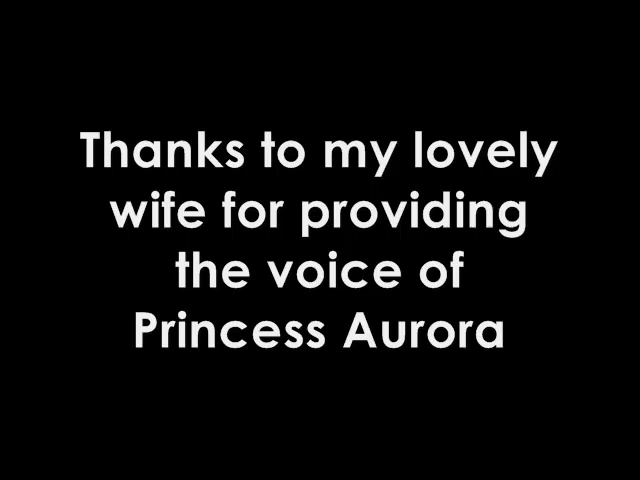 Thanks to my lovely
wife for providing
the voice of
Princess Aurora